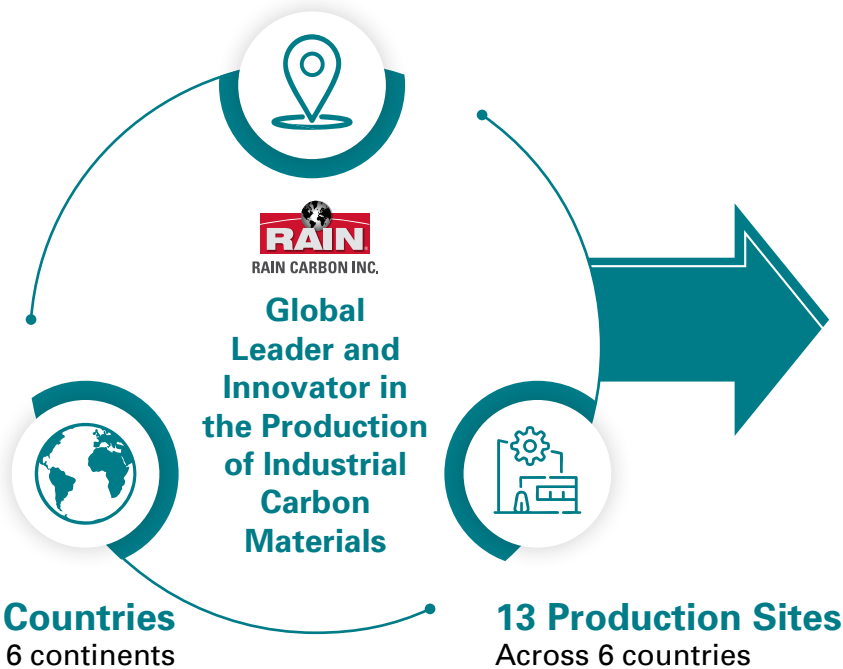 RAIN
RAIN CARBON INC.
Global
Leader and
Innovator in
the Production
of Industrial
Carbon
Materials
Countries
6 continents
13 Production Sites
Across 6 countries